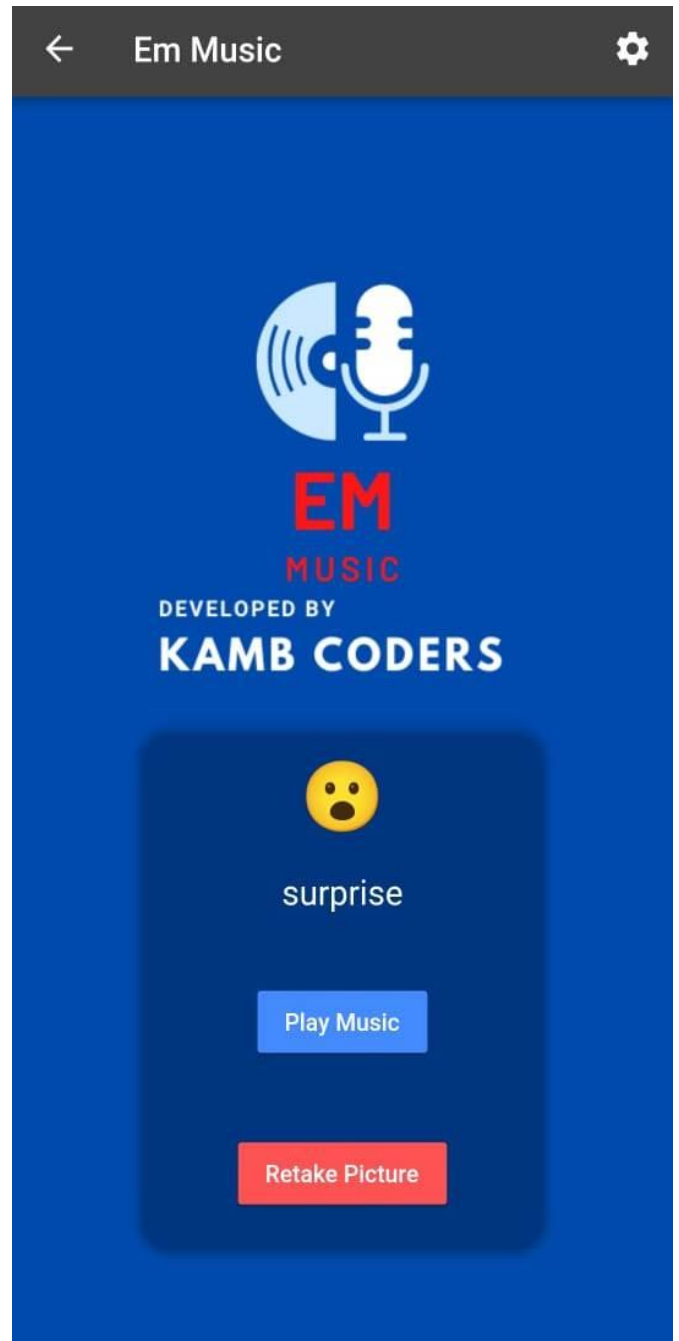 Em Music
EM
MUSIC
DEVELOPED BY
KAMB CODERS
surprise
Play Music
Retake Picture